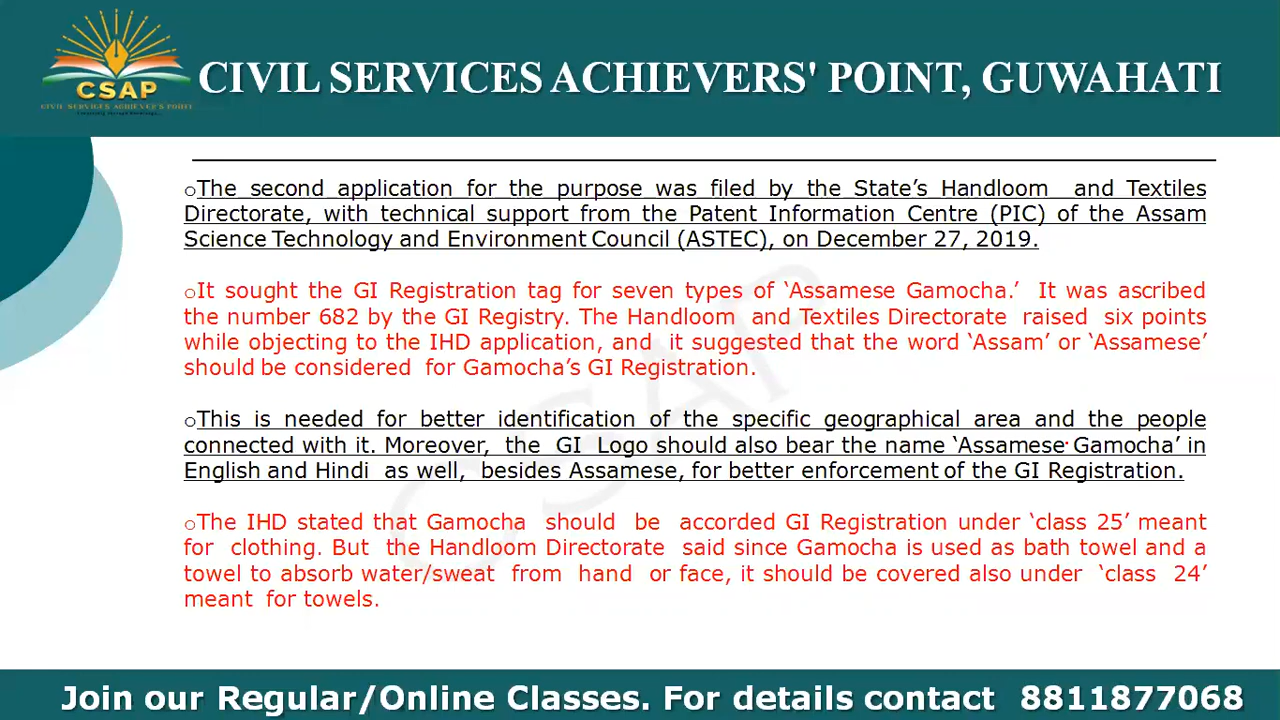 CSAP
CIVIL SERVICES ACHIEVER'S POINT
CIVIL SERVICES ACHIEVERS' POINT, GUWAHATI
oThe second application for the purpose was filed by the State’s Handloom and Textiles
Directorate, with technical support from the Patent Information Centre (PIC) of the Assam
Science Technology and Environment Council (ASTEC), on December 27, 2019.
oIt sought the GI Registration tag for seven types of ‘Assamese Gamocha.’ It was ascribed
the number 682 by the GI Registry. The Handloom and Textiles Directorate raised six points
while objecting to the IHD application, and it suggested that the word ‘Assam’ or ‘Assamese’
should be considered for Gamocha’s GI Registration.
oThis is needed for better identification of the specific geographical area and the people
connected with it. Moreover, the GI Logo should also bear the name ‘Assamese Gamocha’ in
English and Hindi as well, besides Assamese, for better enforcement of the GI Registration.
oThe IHD stated that Gamocha should be accorded GI Registration under ‘class 25’ meant
for clothing. But the Handloom Directorate said since Gamocha is used as bath towel and a
towel to absorb water/sweat from hand or face, it should be covered also under ‘class 24’
meant for towels.
CSAP
Join our Regular/Online Classes. For details contact 8811877068